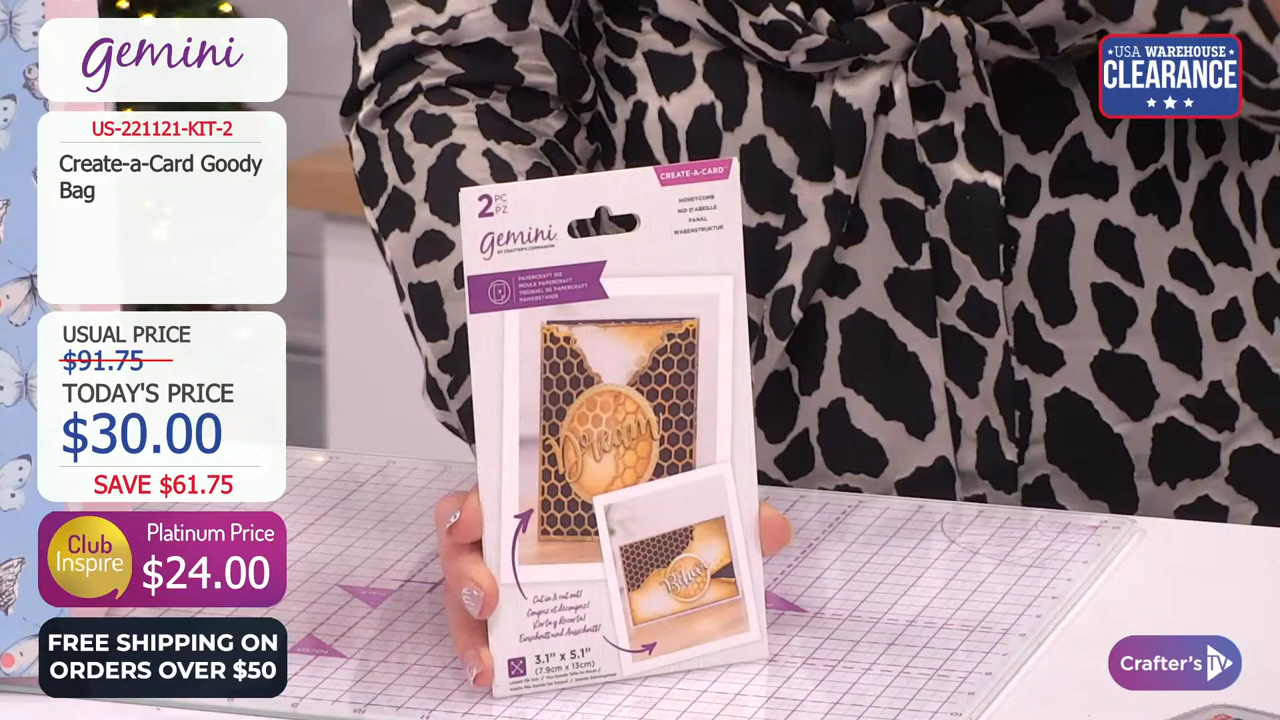 gemini
US-221121-KIT-2
Create-a-Card Goody
Bag
USUAL PRICE
$91.75
TODAY'S PRICE
$30.00
SAVE $61.75
Club
Inspire
Platinum Price
$24.00
FREE SHIPPING ON
ORDERS OVER $50
USA WAREHOUSE
CLEARANCE
CREATE-A-CARD™
2 PC
PZ
gemini
BY CRAFTER'S COMPANION
HONEYCOMB
NID D'ABEILLE
PANAL
WABENSTRUKTUR
PAPERCRAFT DIE
MOULE PAPERCRAFT
TROQUEL DE PAPERCRAFT
PAPIERSTANZE
Dream
Believe
Cut in & cut out!
Coupez et découpez!
¡Corta y Recorta!
Einschnitt und Ausschnitt!
3.1" x 5.1"
(7.9cm x 13cm)
Crafter's TV